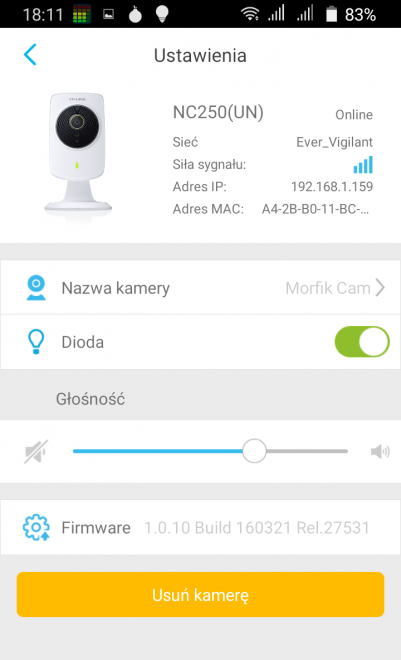 18:11
83%
Ustawienia
NC250(UN)
Online
Sieć
Ever_Vigilant
Siła sygnału:
Adres IP:
192.168.1.159
Adres MAC:
A4-2B-B0-11-BC-...
Nazwa kamery
Morfik Cam
Dioda
Głośność
Firmware
1.0.10 Build 160321 Rel.27531
Usuń kamerę